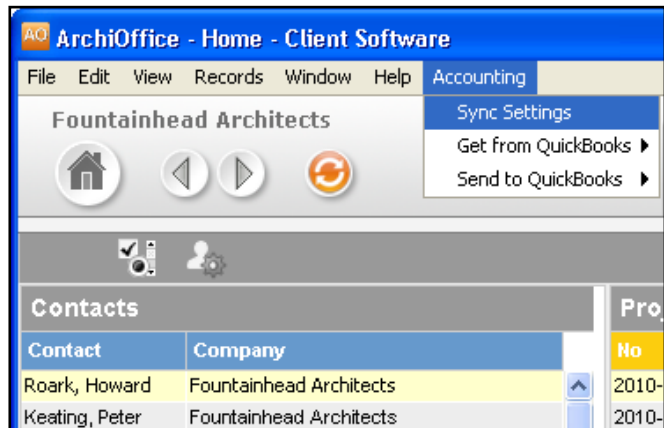 AO ArchiOffice - Home - Client Software
File Edit View Records Window Help Accounting
Fountainhead Architects
Sync Settings
Get from QuickBooks
Send to QuickBooks
Contacts
Contact Company
Roark, Howard Fountainhead Architects
Keating, Peter Fountainhead Architects
Proj
No
2010-
2010-